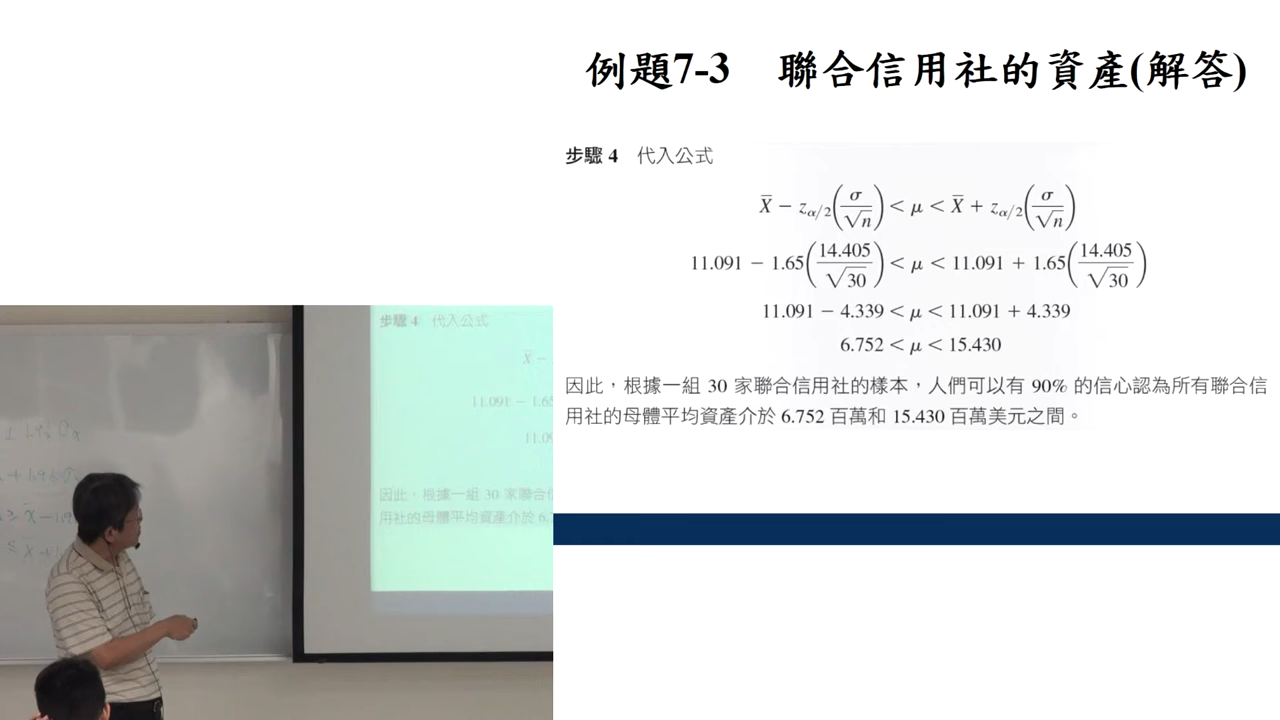 例題7-3 聯合信用社的資產(解答)
步驟 4 代入公式
X̄ − z_{α/2}(σ/√n) < μ < X̄ + z_{α/2}(σ/√n)
11.091 − 1.65(14.405/√30) < μ < 11.091 + 1.65(14.405/√30)
11.091 − 4.339 < μ < 11.091 + 4.339
6.752 < μ < 15.430
因此，根據一組 30 家聯合信用社的樣本，人們可以有 90% 的信心認為所有聯合信
用社的母體平均資產介於 6.752 百萬和 15.430 百萬美元之間。
步驟 4 代入公式
X̄ −
11.091 − 1.65
11.09
因此，根據一組 30 家聯合
用社的母體平均資產介於 6.